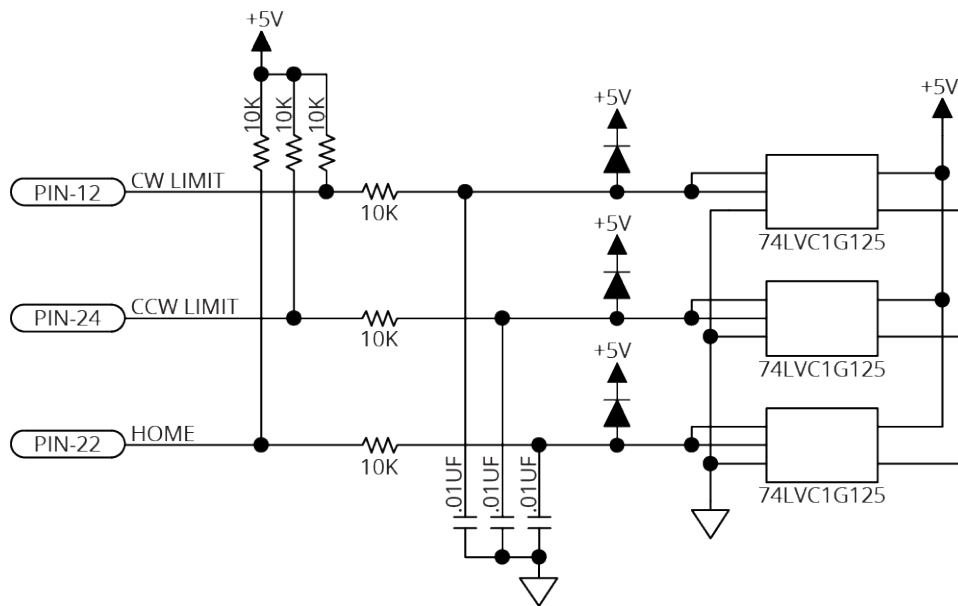 +5V
10K
10K
10K
+5V
+5V
PIN-12
CW LIMIT
10K
74LVC1G125
+5V
PIN-24
CCW LIMIT
10K
74LVC1G125
+5V
PIN-22
HOME
10K
74LVC1G125
.01UF
.01UF
.01UF